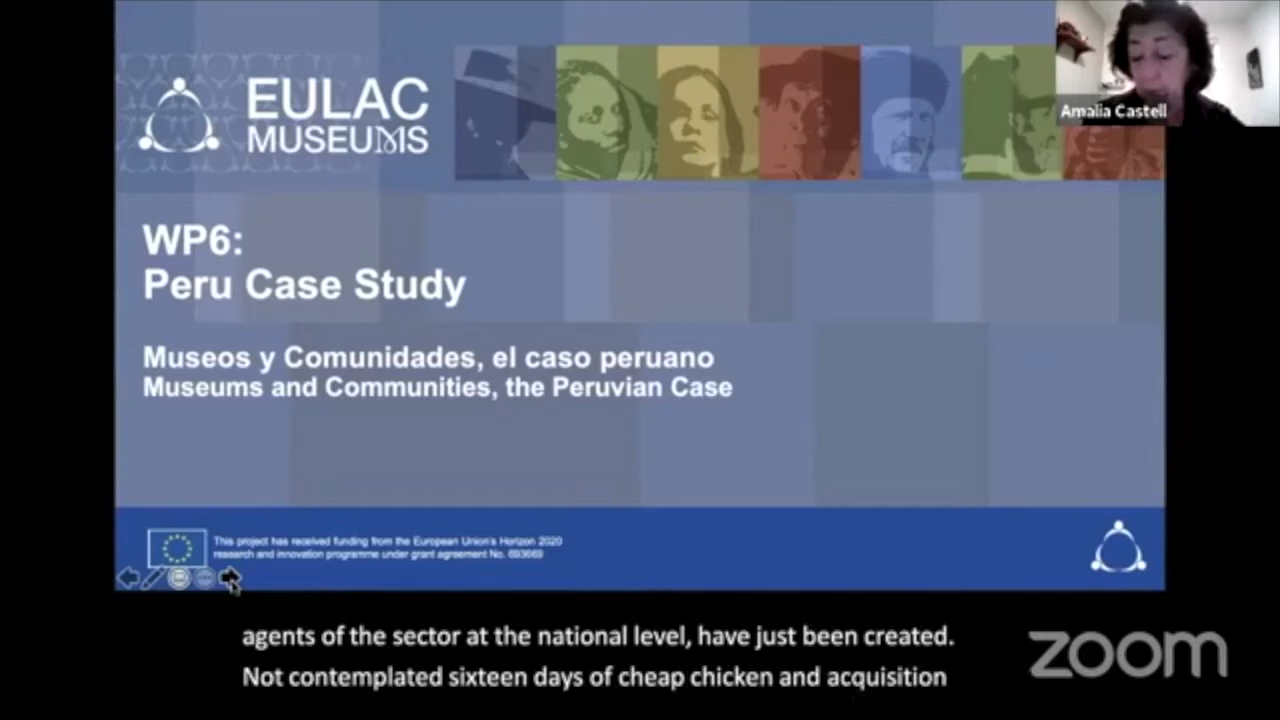 EULAC
MUSEUMS
Amalia Castell
WP6:
Peru Case Study
Museos y Comunidades, el caso peruano
Museums and Communities, the Peruvian Case
This project has received funding from the European Union's Horizon 2020
research and innovation programme under grant agreement No. 693669
agents of the sector at the national level, have just been created.
Not contemplated sixteen days of cheap chicken and acquisition
zoom